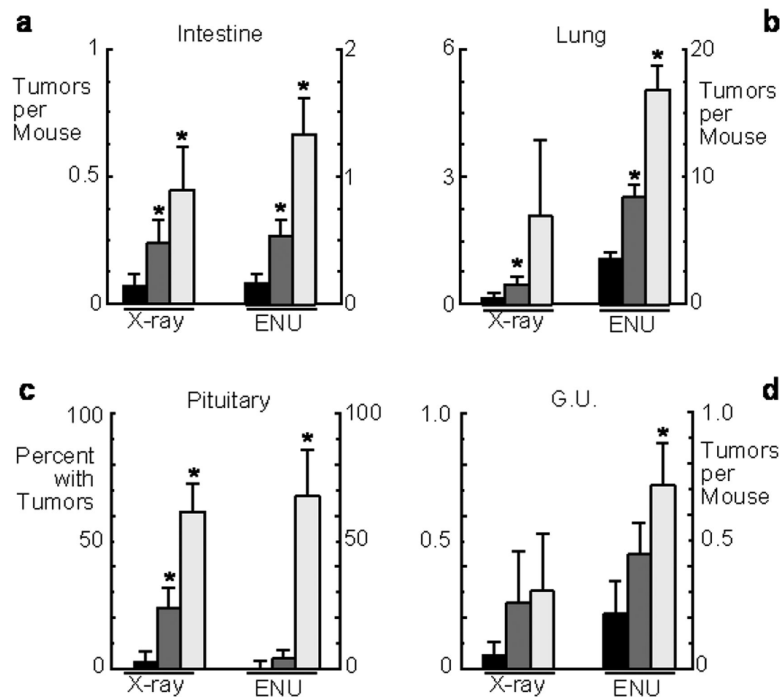 a
Intestine
1
2
Tumors
per
Mouse
0.5
1
0
0
X-ray
ENU
b
Lung
6
20
Tumors
per
Mouse
3
10
0
0
X-ray
ENU
c
Pituitary
100
100
Percent
with
Tumors
50
50
0
0
X-ray
ENU
d
G.U.
1.0
1.0
Tumors
per
Mouse
0.5
0.5
0
0
X-ray
ENU
* * * *
* * *
* * *
*